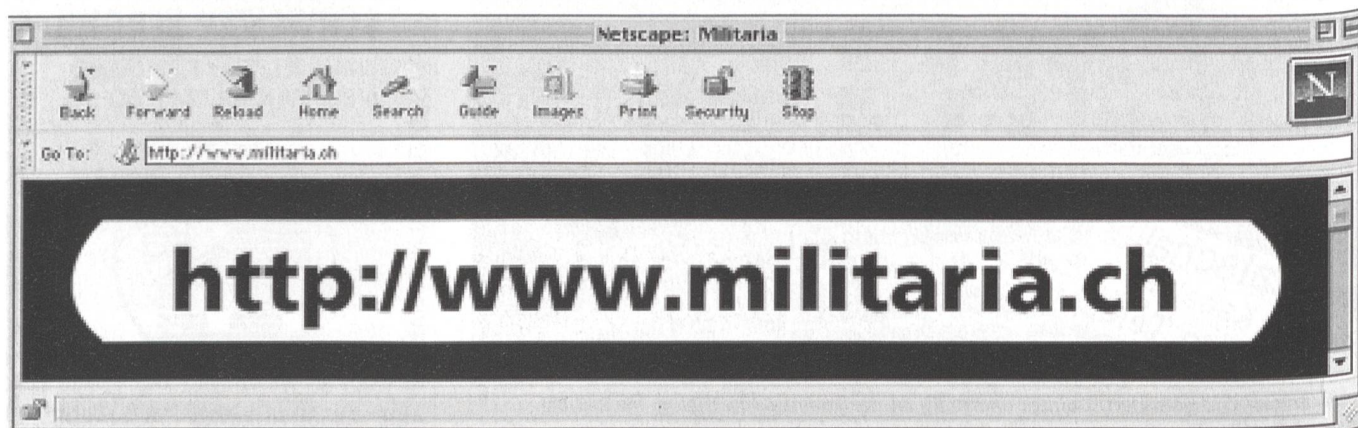 Netscape: Militaria
Back Forward Reload Home Search Guide Images Print Security Stop
N
Go To: http://www.militaria.ch
http://www.militaria.ch